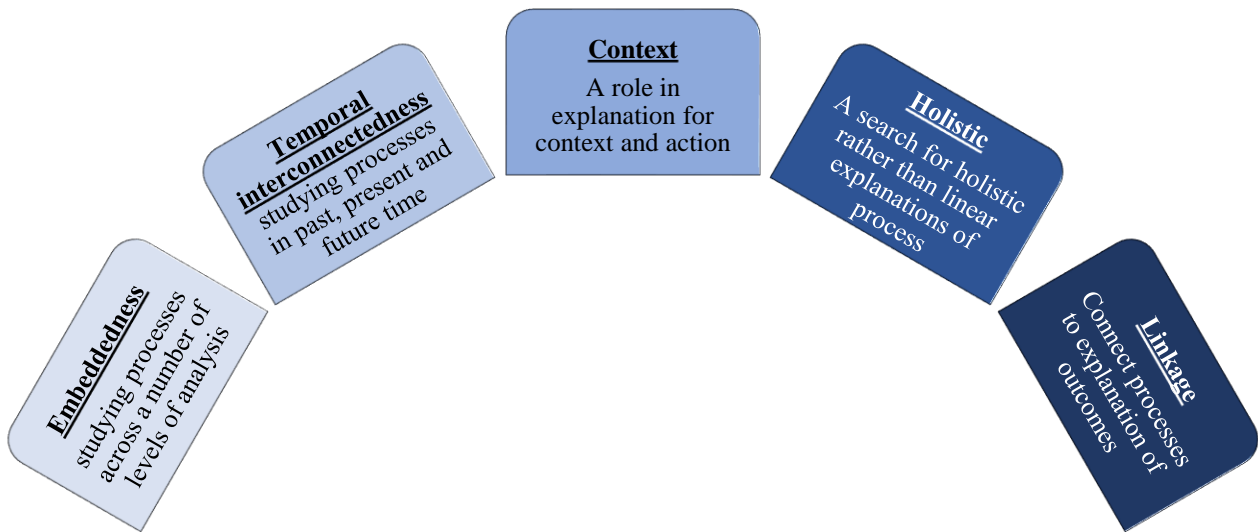 Embeddedness
studying processes
across a number of
levels of analysis
Temporal
interconnectedness
studying processes
in past, present and
future time
Context
A role in
explanation for
context and action
Holistic
A search for holistic
rather than linear
explanations of
process
Linkage
Connect processes
to explanation of
outcomes